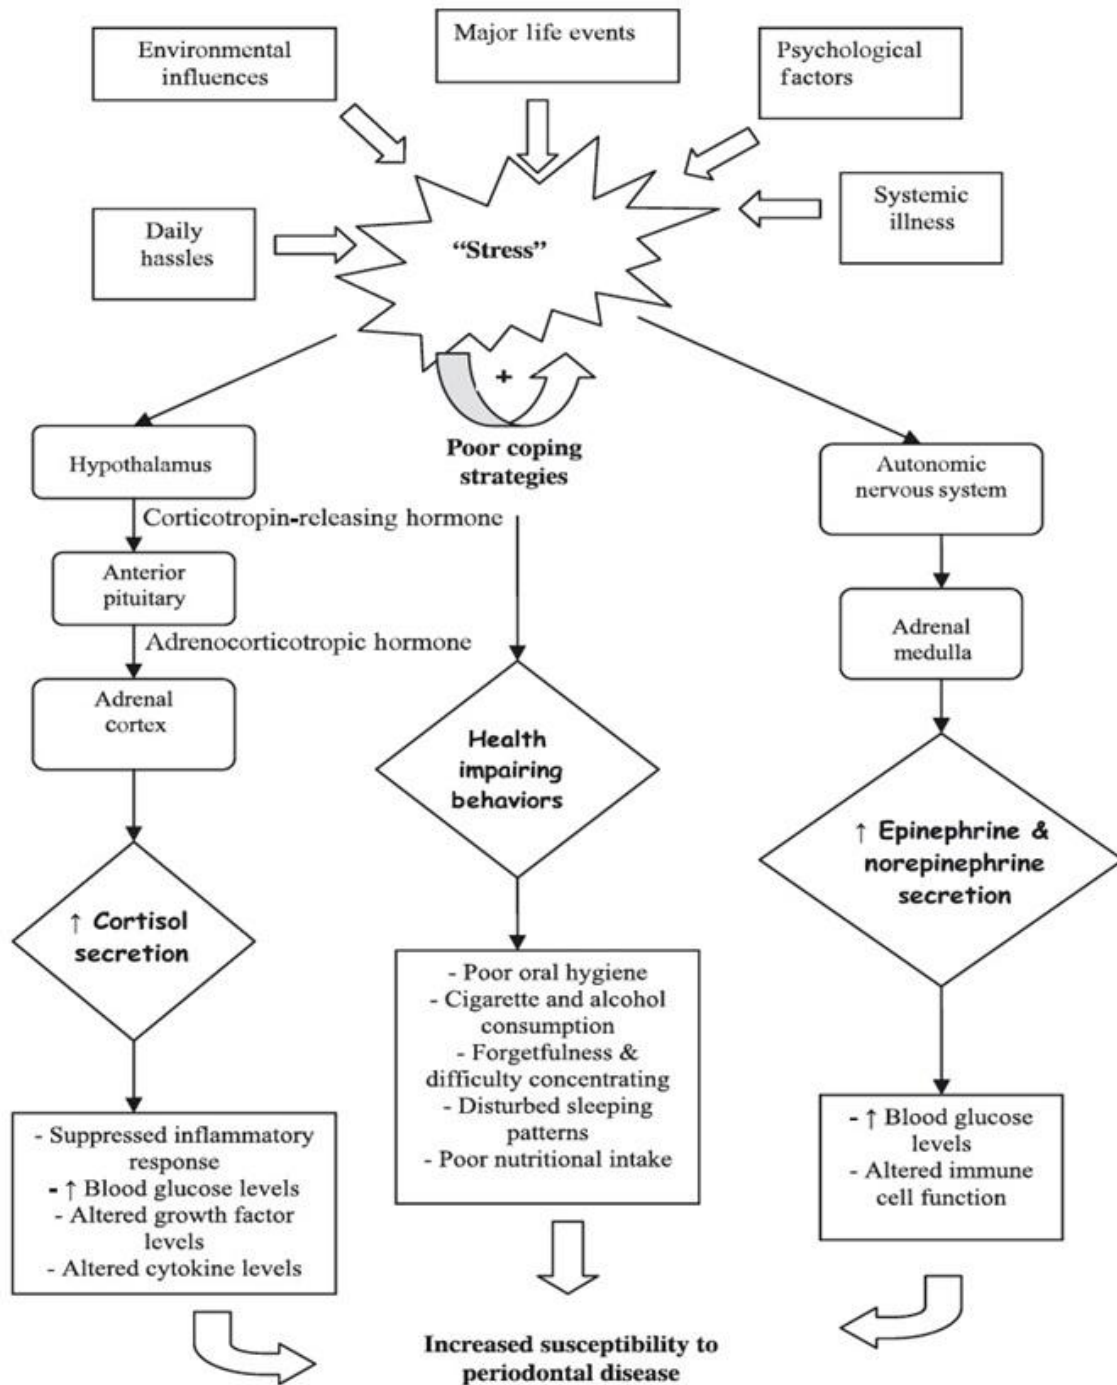 Environmental
influences
Major life events
Psychological
factors
Daily
hassles
"Stress"
Systemic
illness
+
Poor coping
strategies
Hypothalamus
Autonomic
nervous system
Corticotropin-releasing hormone
Anterior
pituitary
Adrenocorticotropic hormone
Adrenal
medulla
Adrenal
cortex
Health
impairing
behaviors
↑ Epinephrine &
norepinephrine
secretion
↑ Cortisol
secretion
- Poor oral hygiene
- Cigarette and alcohol
consumption
- Forgetfulness &
difficulty concentrating
- Disturbed sleeping
patterns
- Poor nutritional intake
- Suppressed inflammatory
response
- ↑ Blood glucose levels
- Altered growth factor
levels
- Altered cytokine levels
- ↑ Blood glucose
levels
- Altered immune
cell function
Increased susceptibility to
periodontal disease